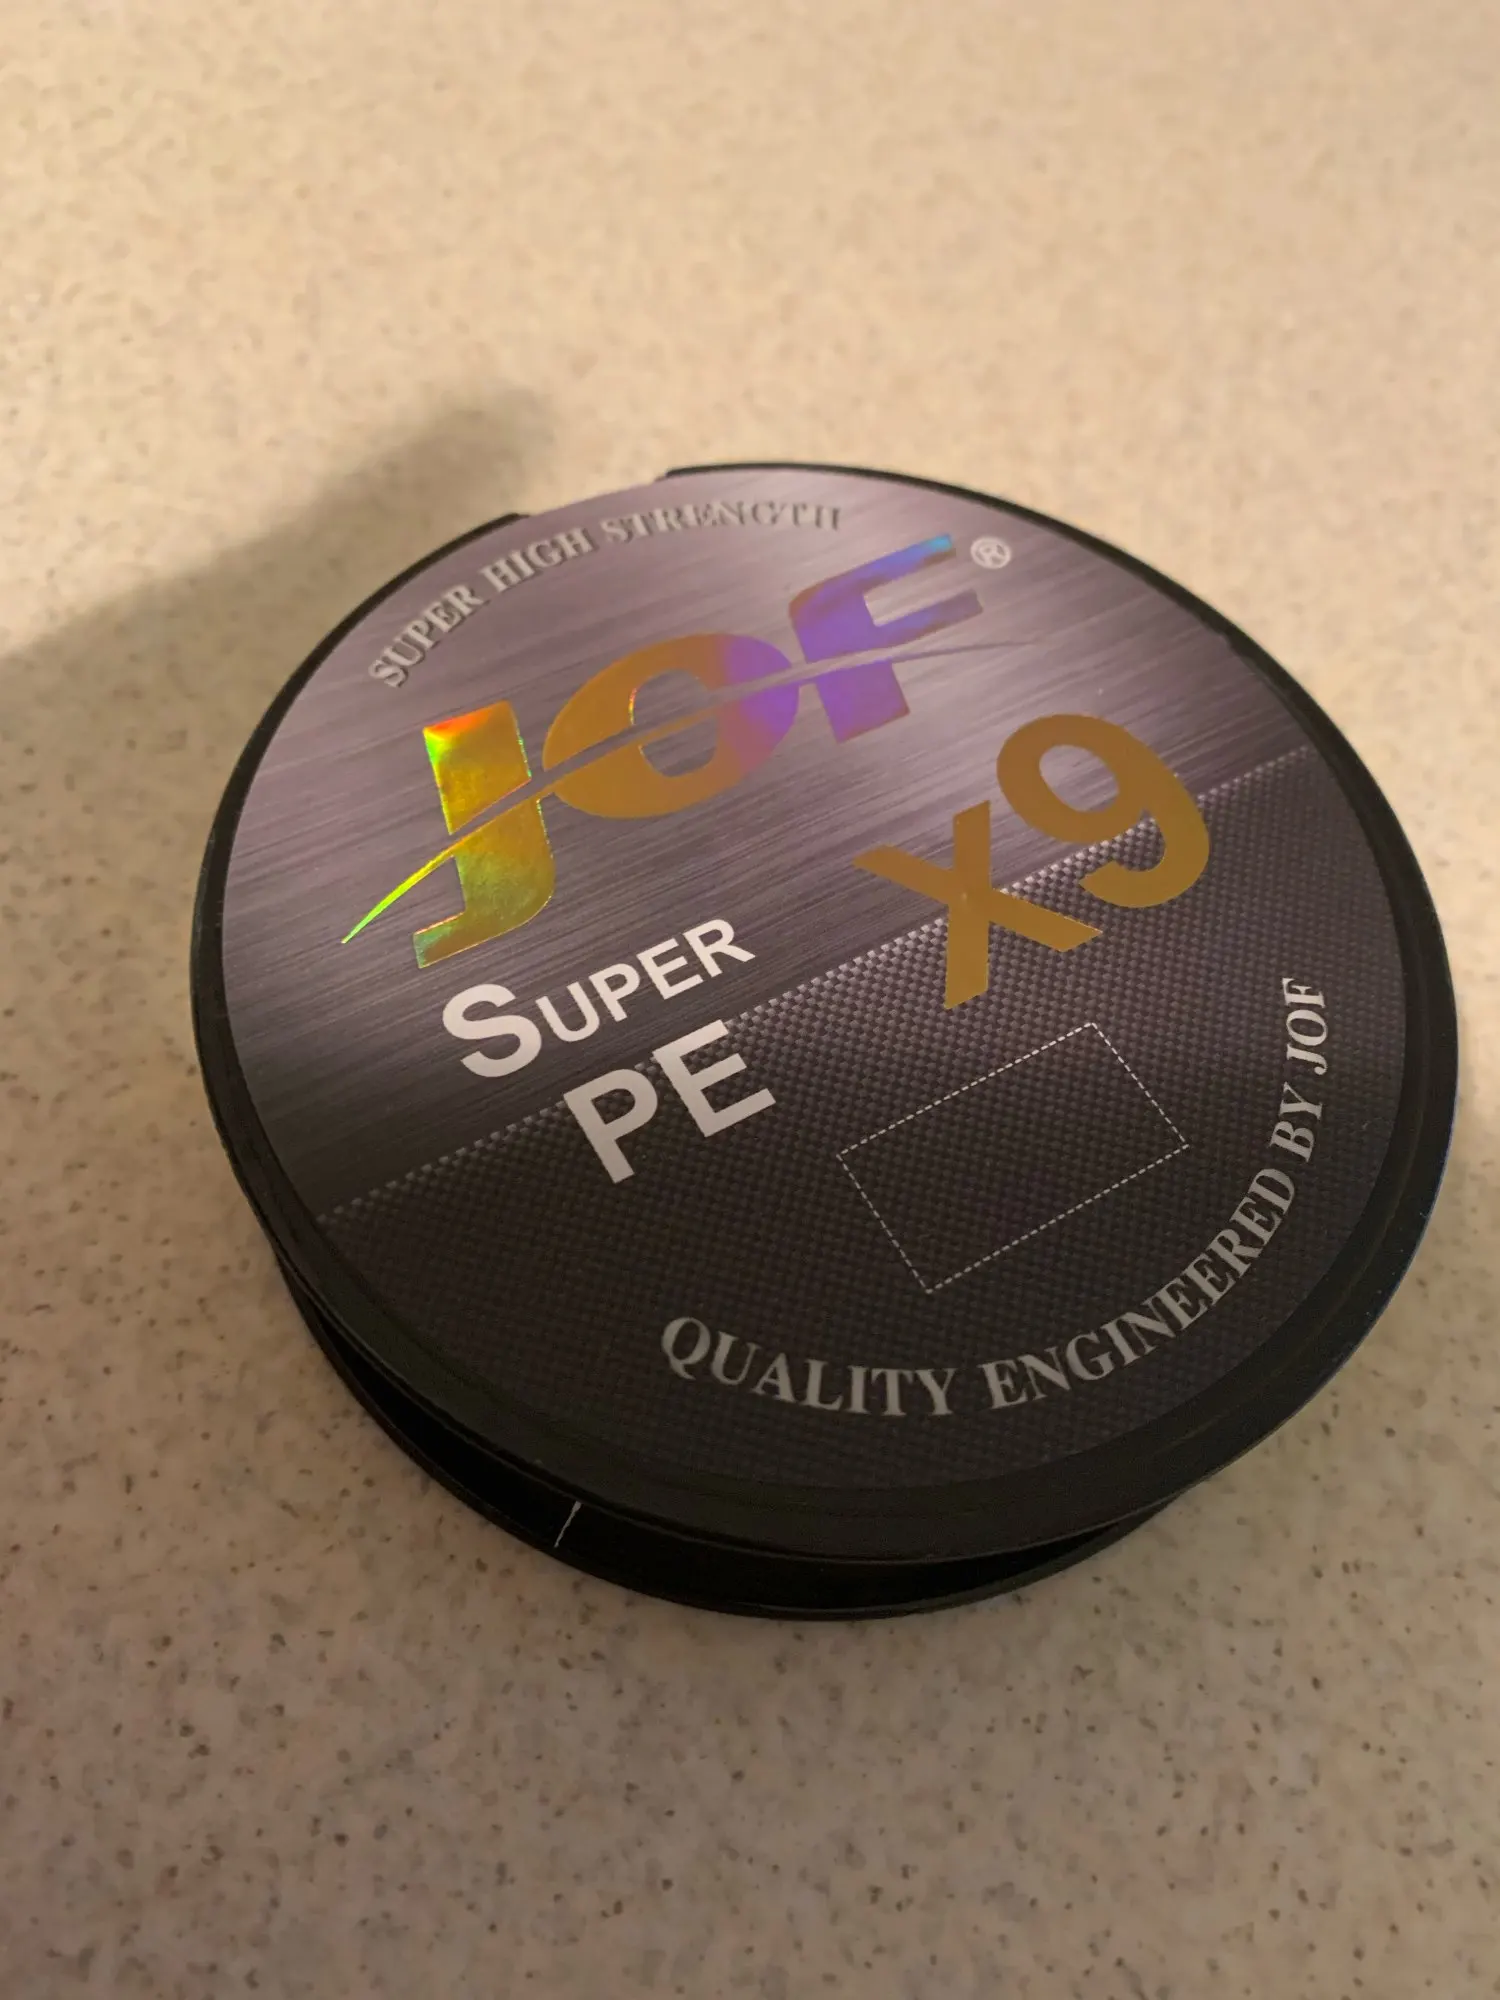 SUPER HIGH STRENGTH
JOF®
X9
SUPER
PE
QUALITY ENGINEERED BY JOF